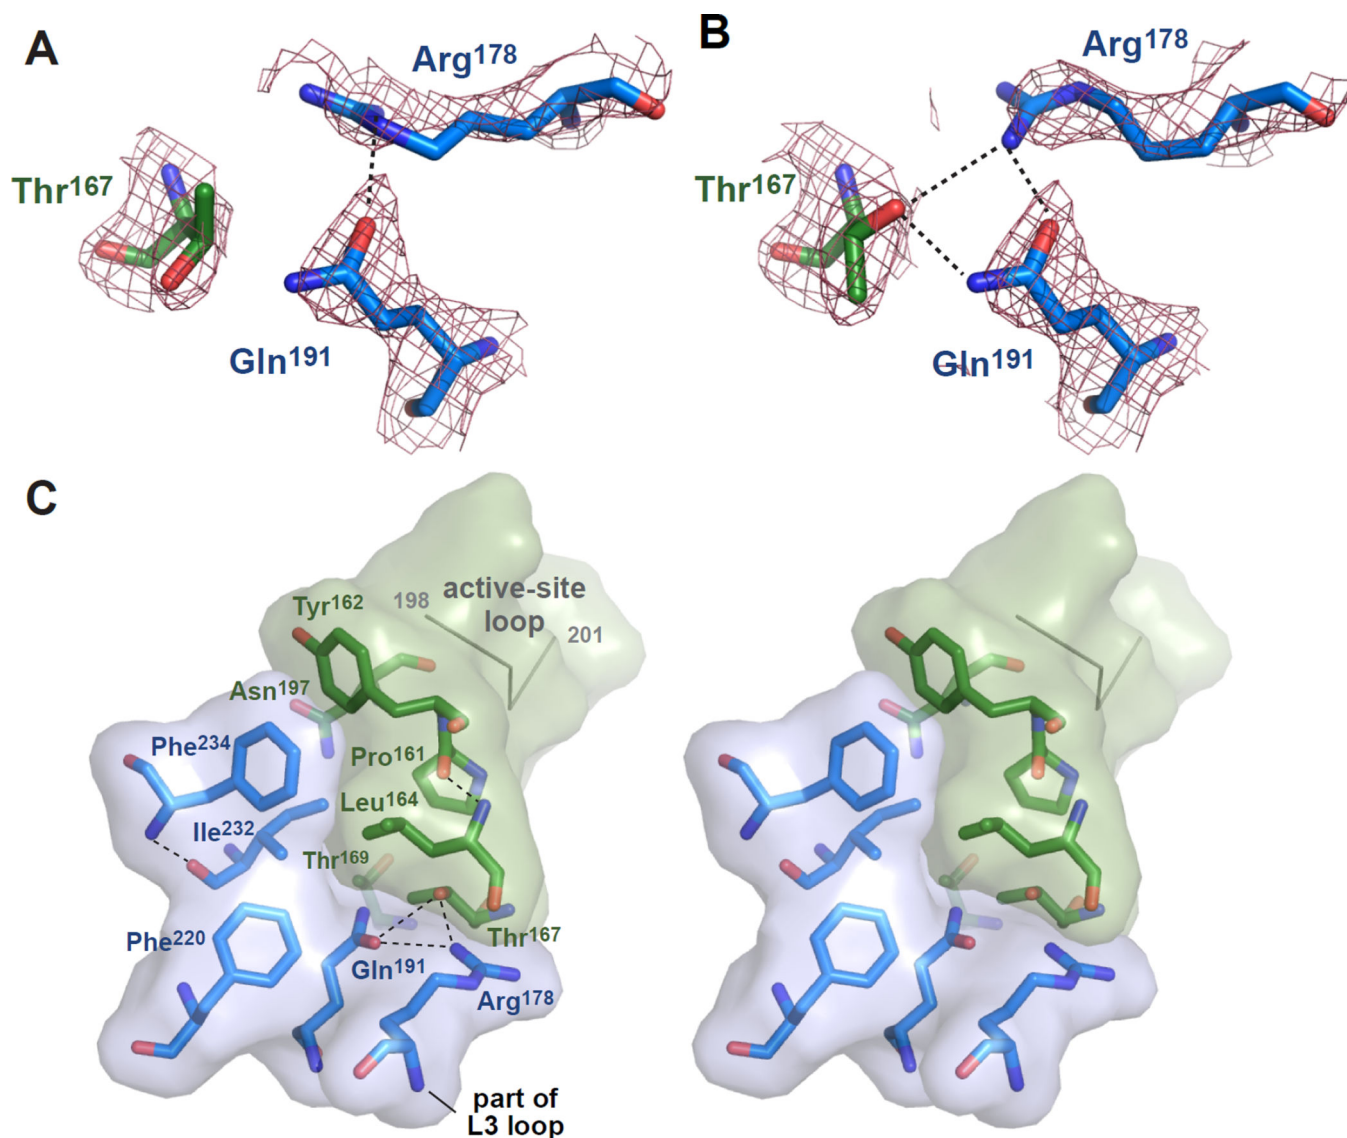 A
B
Arg178
Arg178
Thr167
Thr167
Gln191
Gln191
C
active-site
loop
198
201
Tyr162
Asn197
Phe234
Pro161
Leu164
Ile232
Thr169
Phe220
Thr167
Gln191
Arg178
part of
L3 loop